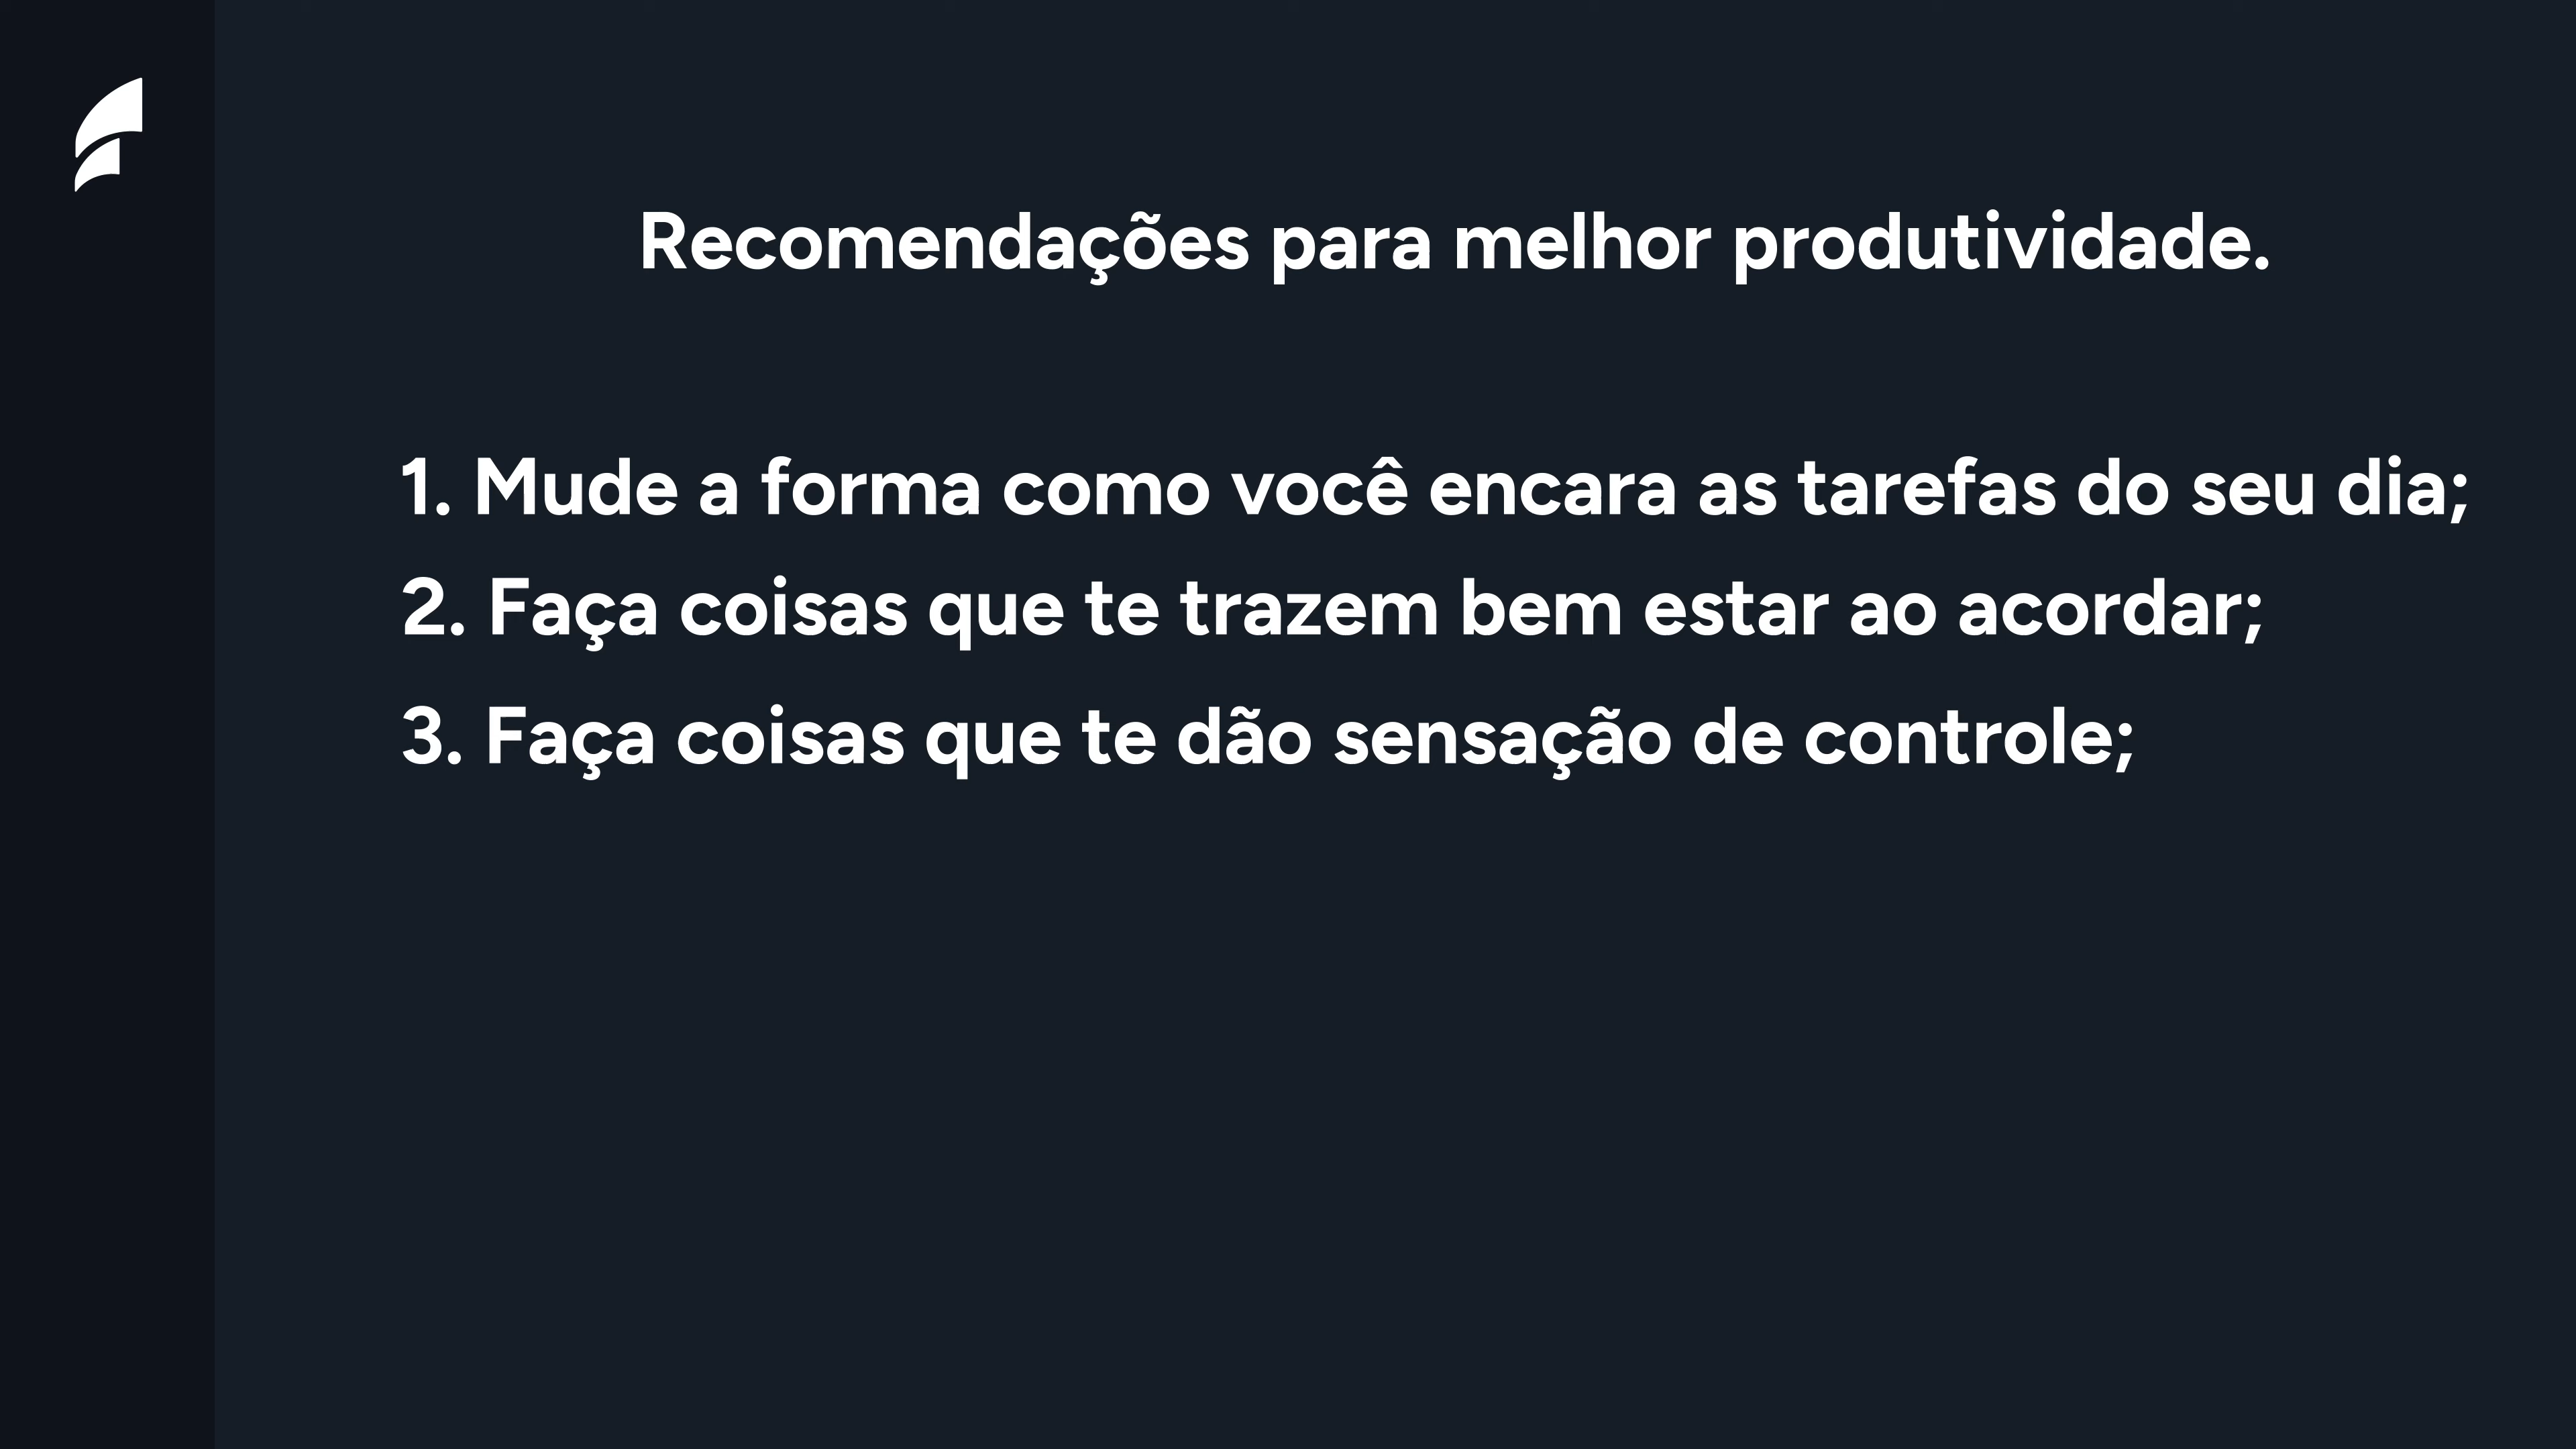 Recomendações para melhor produtividade.
1. Mude a forma como você encara as tarefas do seu dia;
2. Faça coisas que te trazem bem estar ao acordar;
3. Faça coisas que te dão sensação de controle;